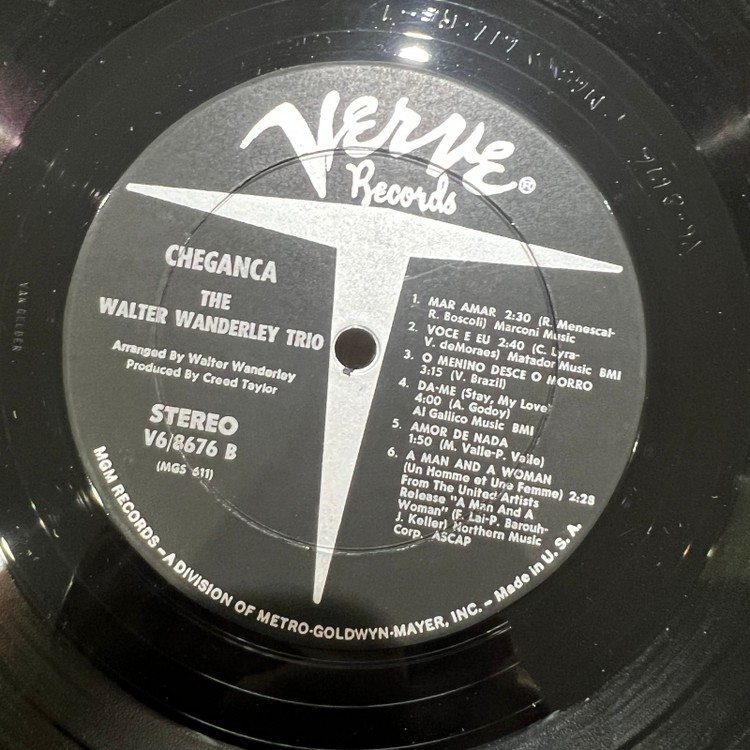 Verve®
Records
CHEGANCA
THE
WALTER WANDERLEY TRIO
Arranged By Walter Wanderley
Produced By Creed Taylor
STEREO
V6/8676 B
(MGS 611)
1. MAR AMAR 2:30 (R. Menescal-
R. Boscoli) Marconi Music
2. VOCE E EU 2:40 (C. Lyra-
V. deMoraes) Matador Music BMI
3. O MENINO DESCE O MORRO
3:15 (V. Brazil)
4. DA-ME (Stay, My Love)
4:00 (A. Godoy)
Al Gallico Music BMI
5. AMOR DE NADA
1:50 (M. Valle-P. Valle)
6. A MAN AND A WOMAN
(Un Homme et Une Femme) 2:28
From The United Artists
Release "A Man And A
Woman" (F. Lai-P. Barouh-
J. Keller) Northern Music
Corp. ASCAP
MGM RECORDS – A DIVISION OF METRO-GOLDWYN-MAYER, INC. – Made in U.S.A.
VAN GELDER